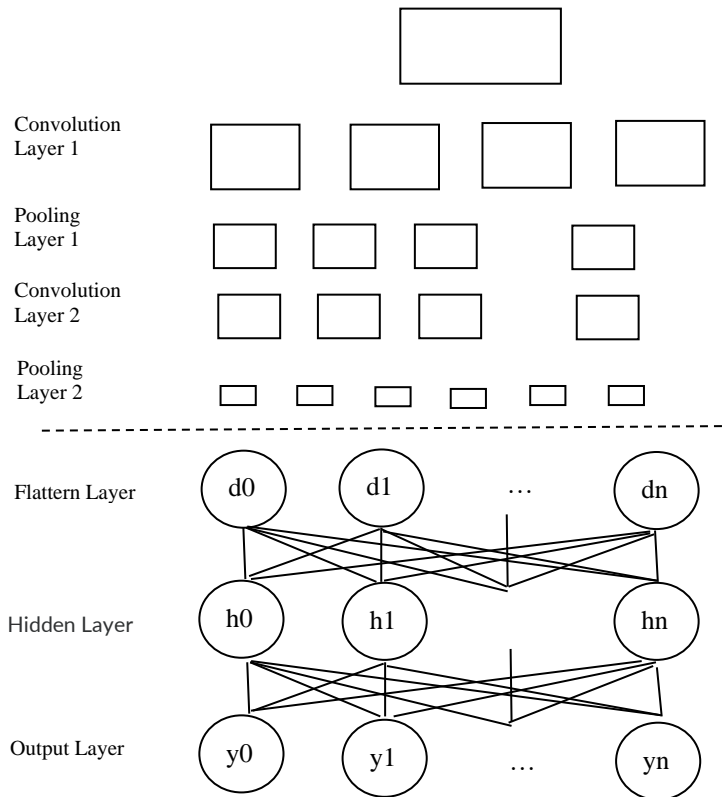 Convolution
Layer 1
Pooling
Layer 1
Convolution
Layer 2
Pooling
Layer 2
Flattern Layer
d0 d1 ... dn
Hidden Layer
h0 h1 hn
Output Layer
y0 y1 ... yn